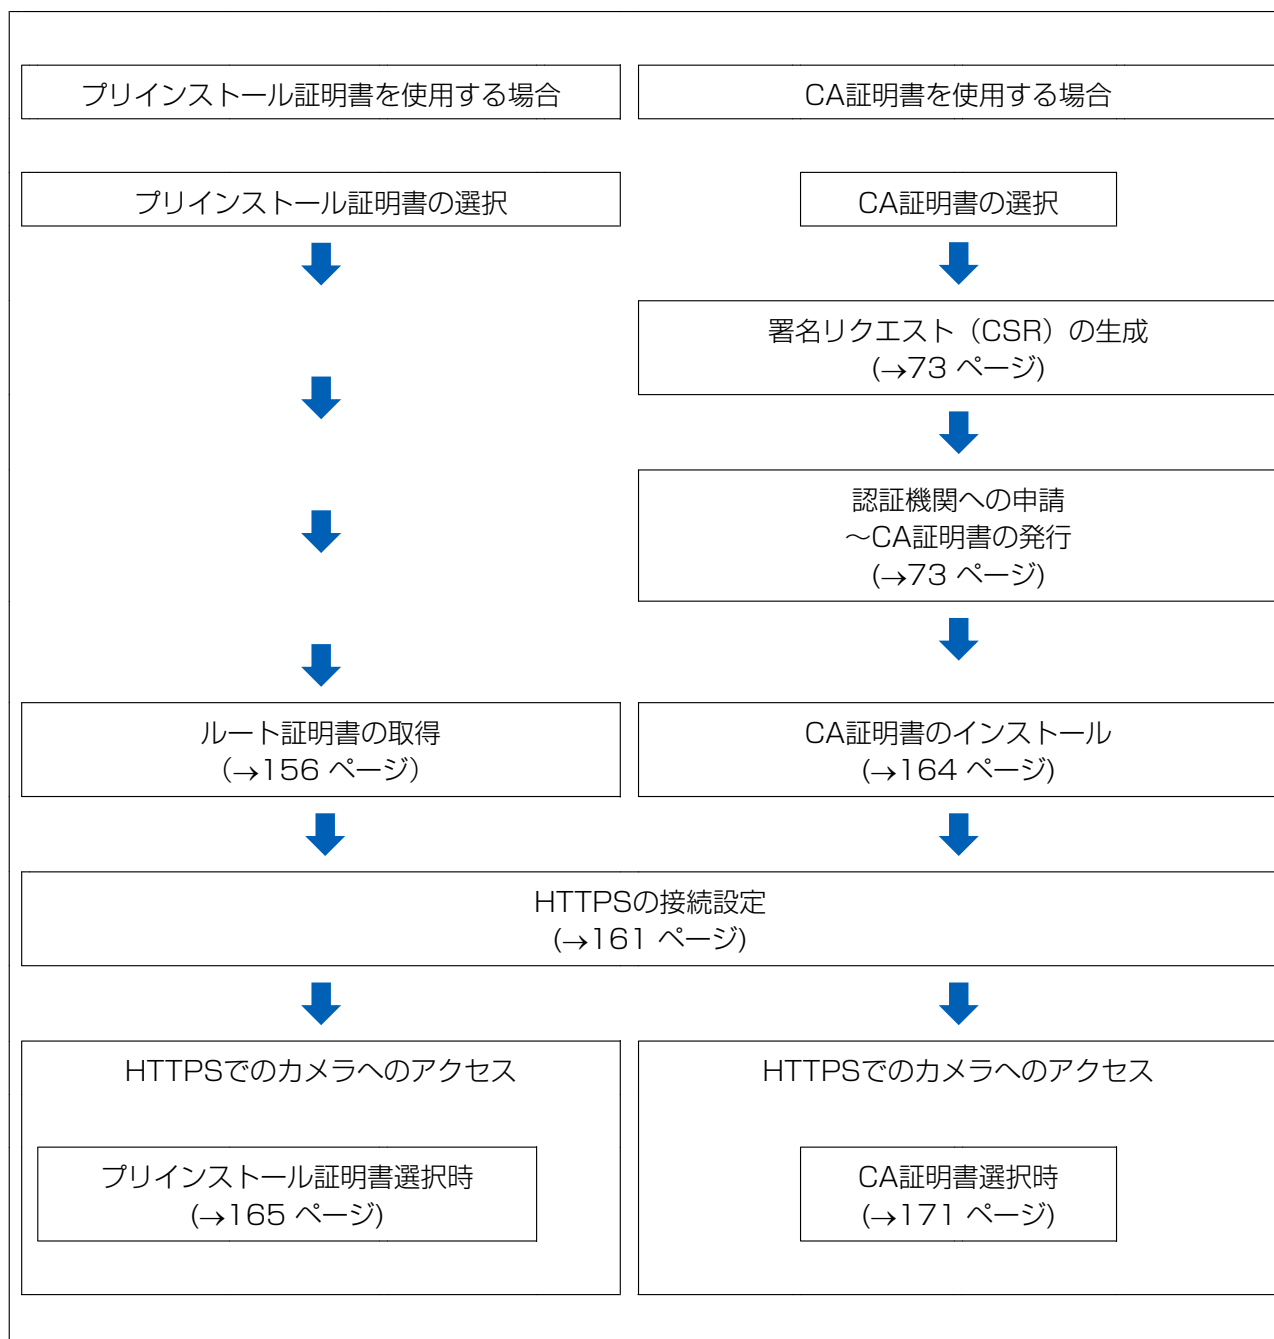 プリインストール証明書を使用する場合
CA証明書を使用する場合
プリインストール証明書の選択
CA証明書の選択
署名リクエスト（CSR）の生成
(→73 ページ)
認証機関への申請
～CA証明書の発行
(→73 ページ)
ルート証明書の取得
（→156 ページ）
CA証明書のインストール
(→164 ページ)
HTTPSの接続設定
(→161 ページ)
HTTPSでのカメラへのアクセス
プリインストール証明書選択時
(→165 ページ)
HTTPSでのカメラへのアクセス
CA証明書選択時
(→171 ページ)